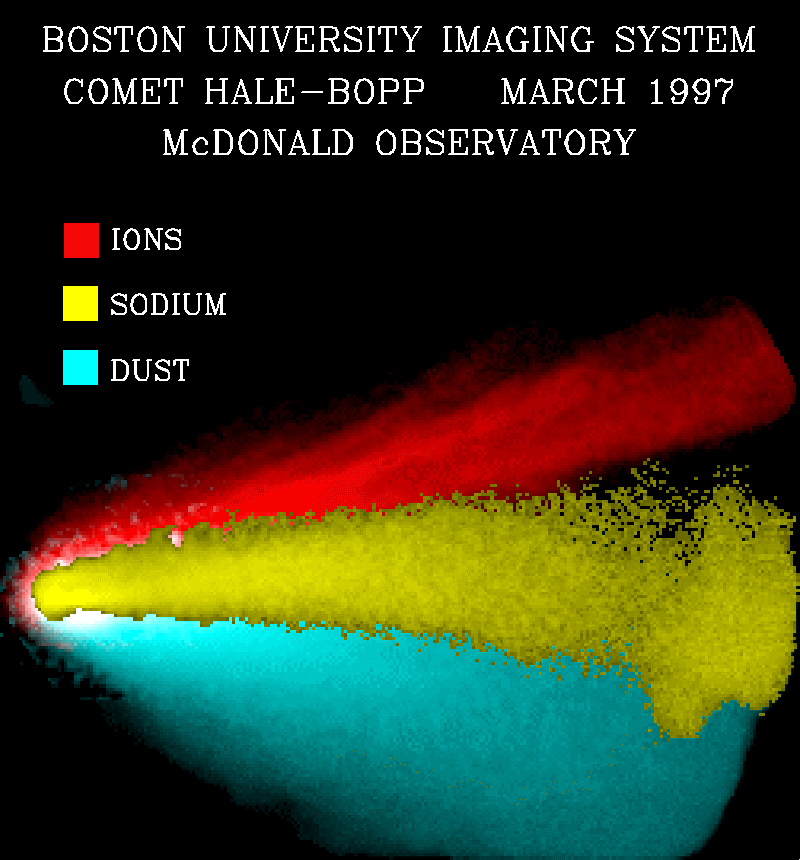 BOSTON UNIVERSITY IMAGING SYSTEM
COMET HALE-BOPP MARCH 1997
McDONALD OBSERVATORY
IONS
SODIUM
DUST